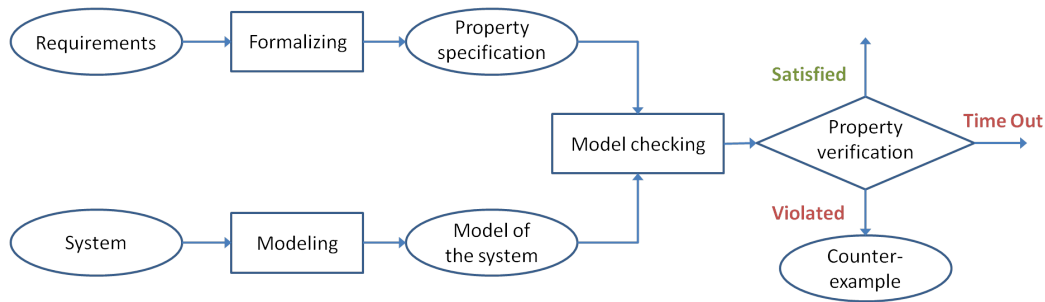 Requirements
Formalizing
Property
specification
Satisfied
Time Out
Model checking
Property
verification
Violated
System
Modeling
Model of
the system
Counter-
example